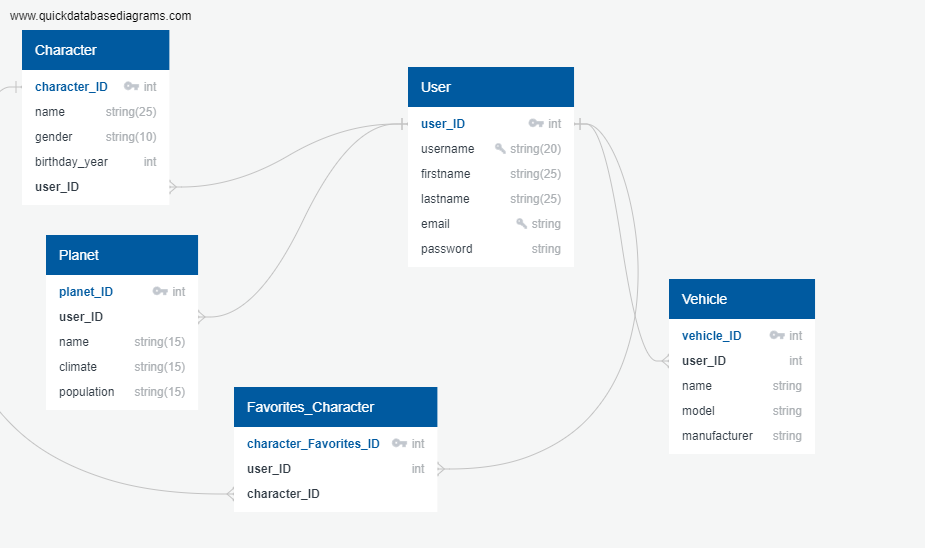 www.quickdatabasediagrams.com
Character
character_ID int
name string(25)
gender string(10)
birthday_year int
user_ID
User
user_ID int
username string(20)
firstname string(25)
lastname string(25)
email string
password string
Planet
planet_ID int
user_ID
name string(15)
climate string(15)
population string(15)
Vehicle
vehicle_ID int
user_ID int
name string
model string
manufacturer string
Favorites_Character
character_Favorites_ID int
user_ID int
character_ID